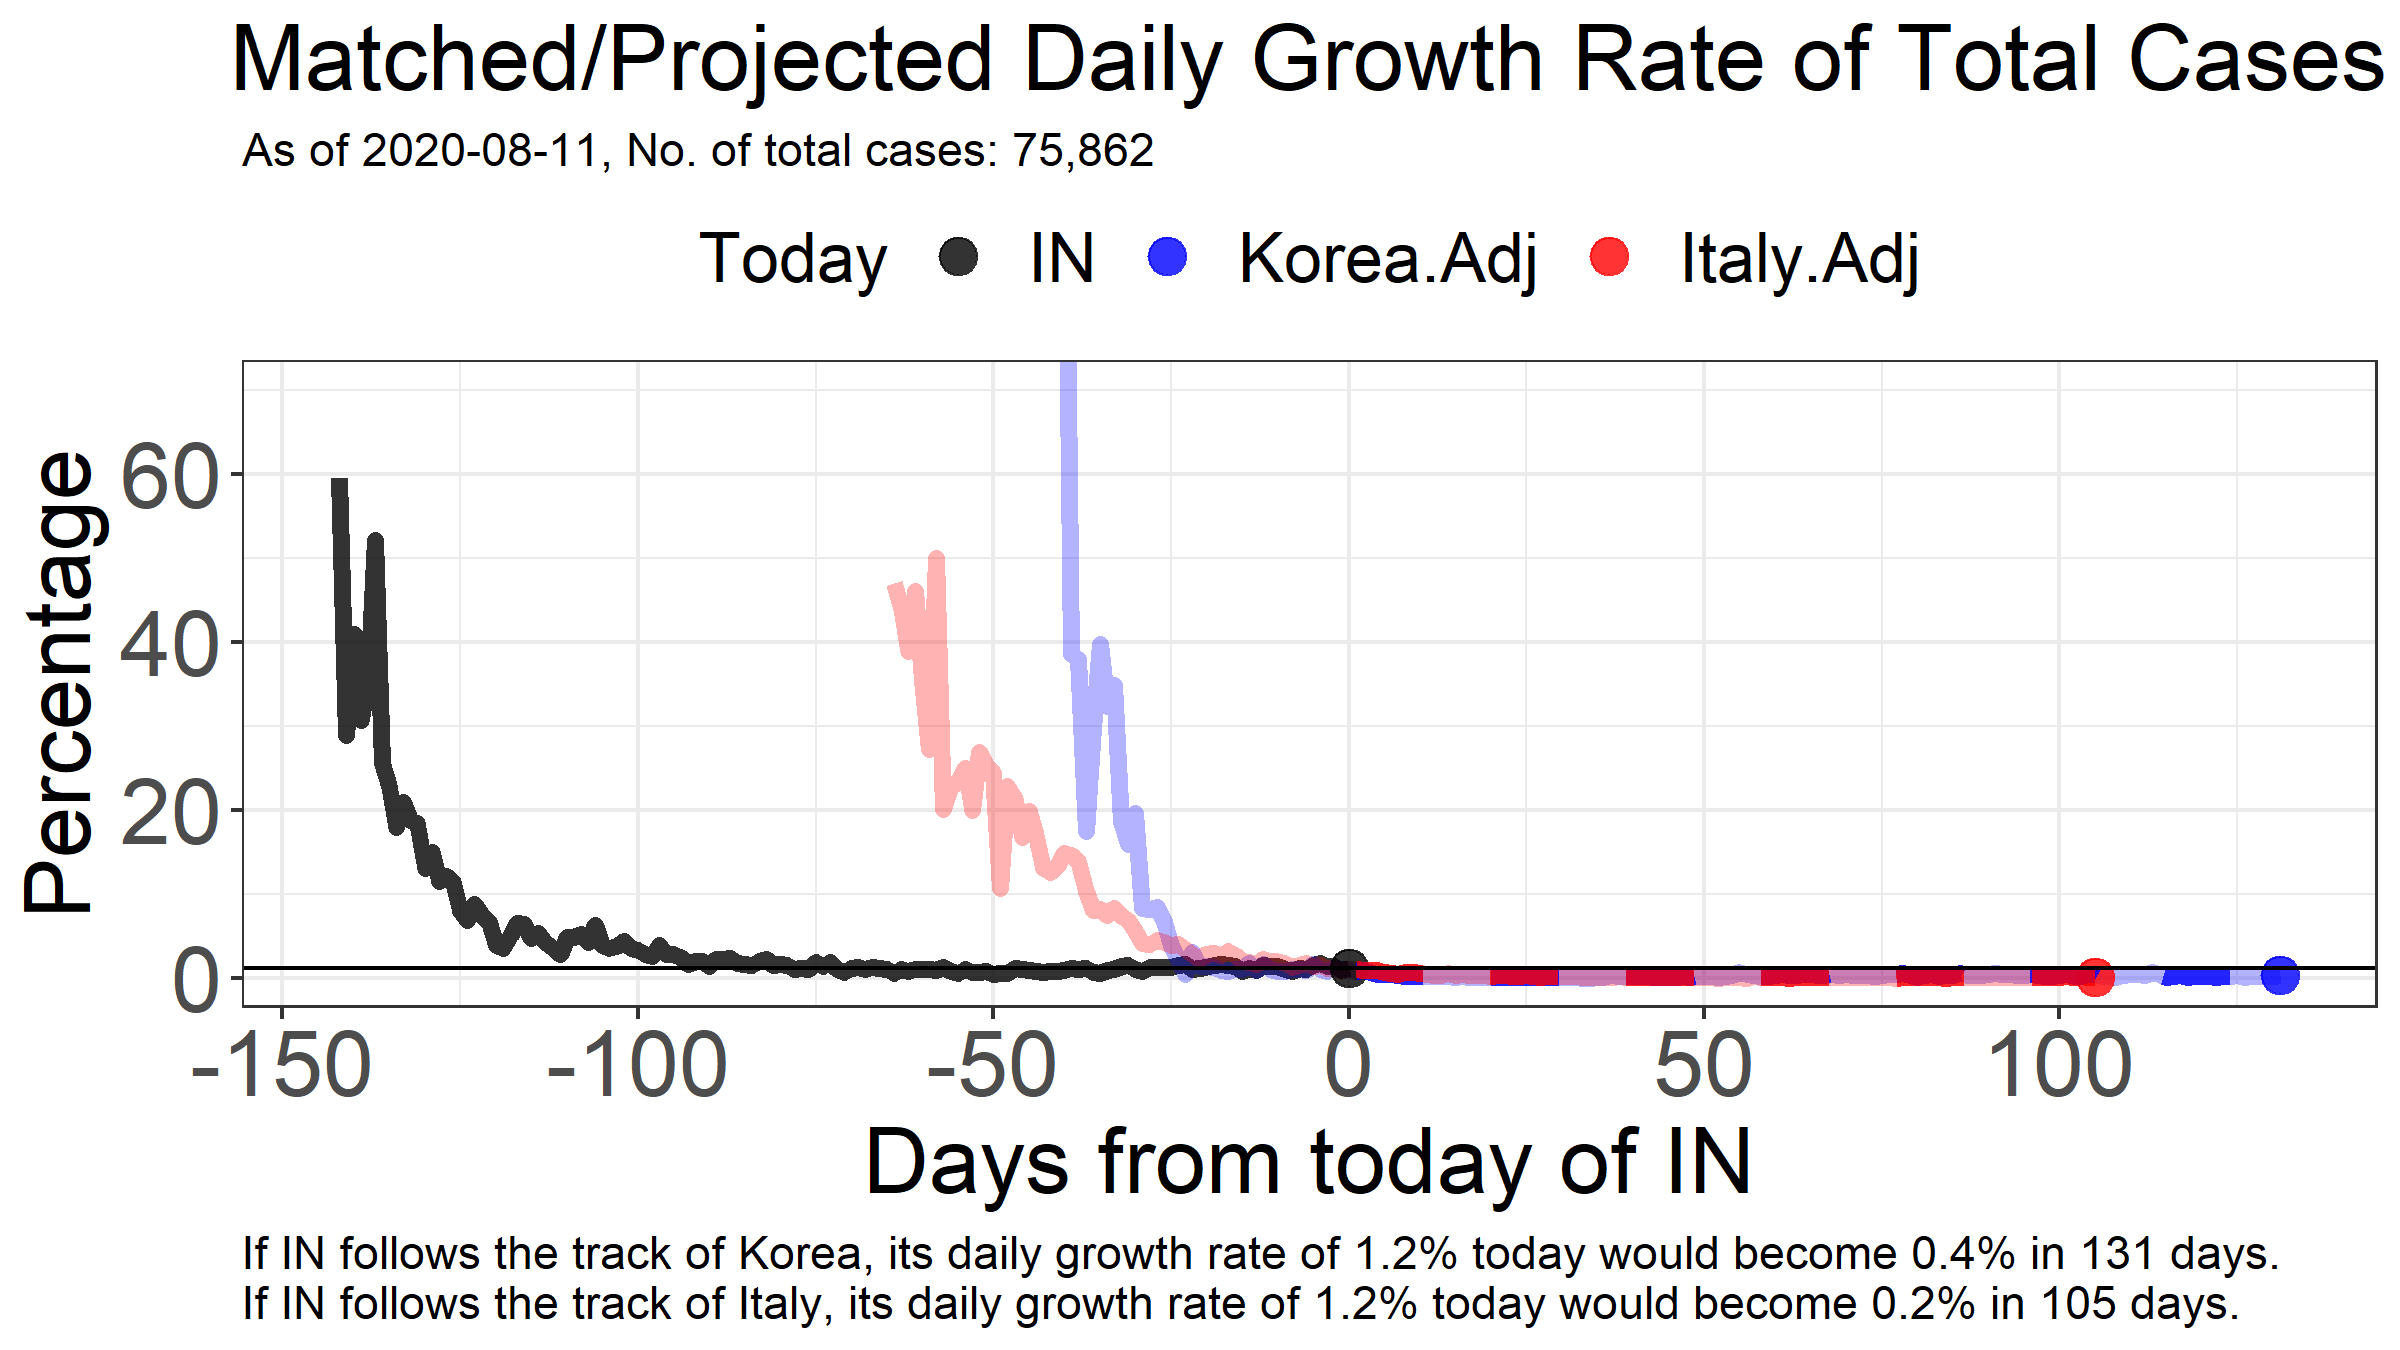 Matched/Projected Daily Growth Rate of Total Cases
As of 2020-08-11, No. of total cases: 75,862
Today IN Korea.Adj Italy.Adj
Percentage
60
40
20
0
-150 -100 -50 0 50 100
Days from today of IN
If IN follows the track of Korea, its daily growth rate of 1.2% today would become 0.4% in 131 days.
If IN follows the track of Italy, its daily growth rate of 1.2% today would become 0.2% in 105 days.